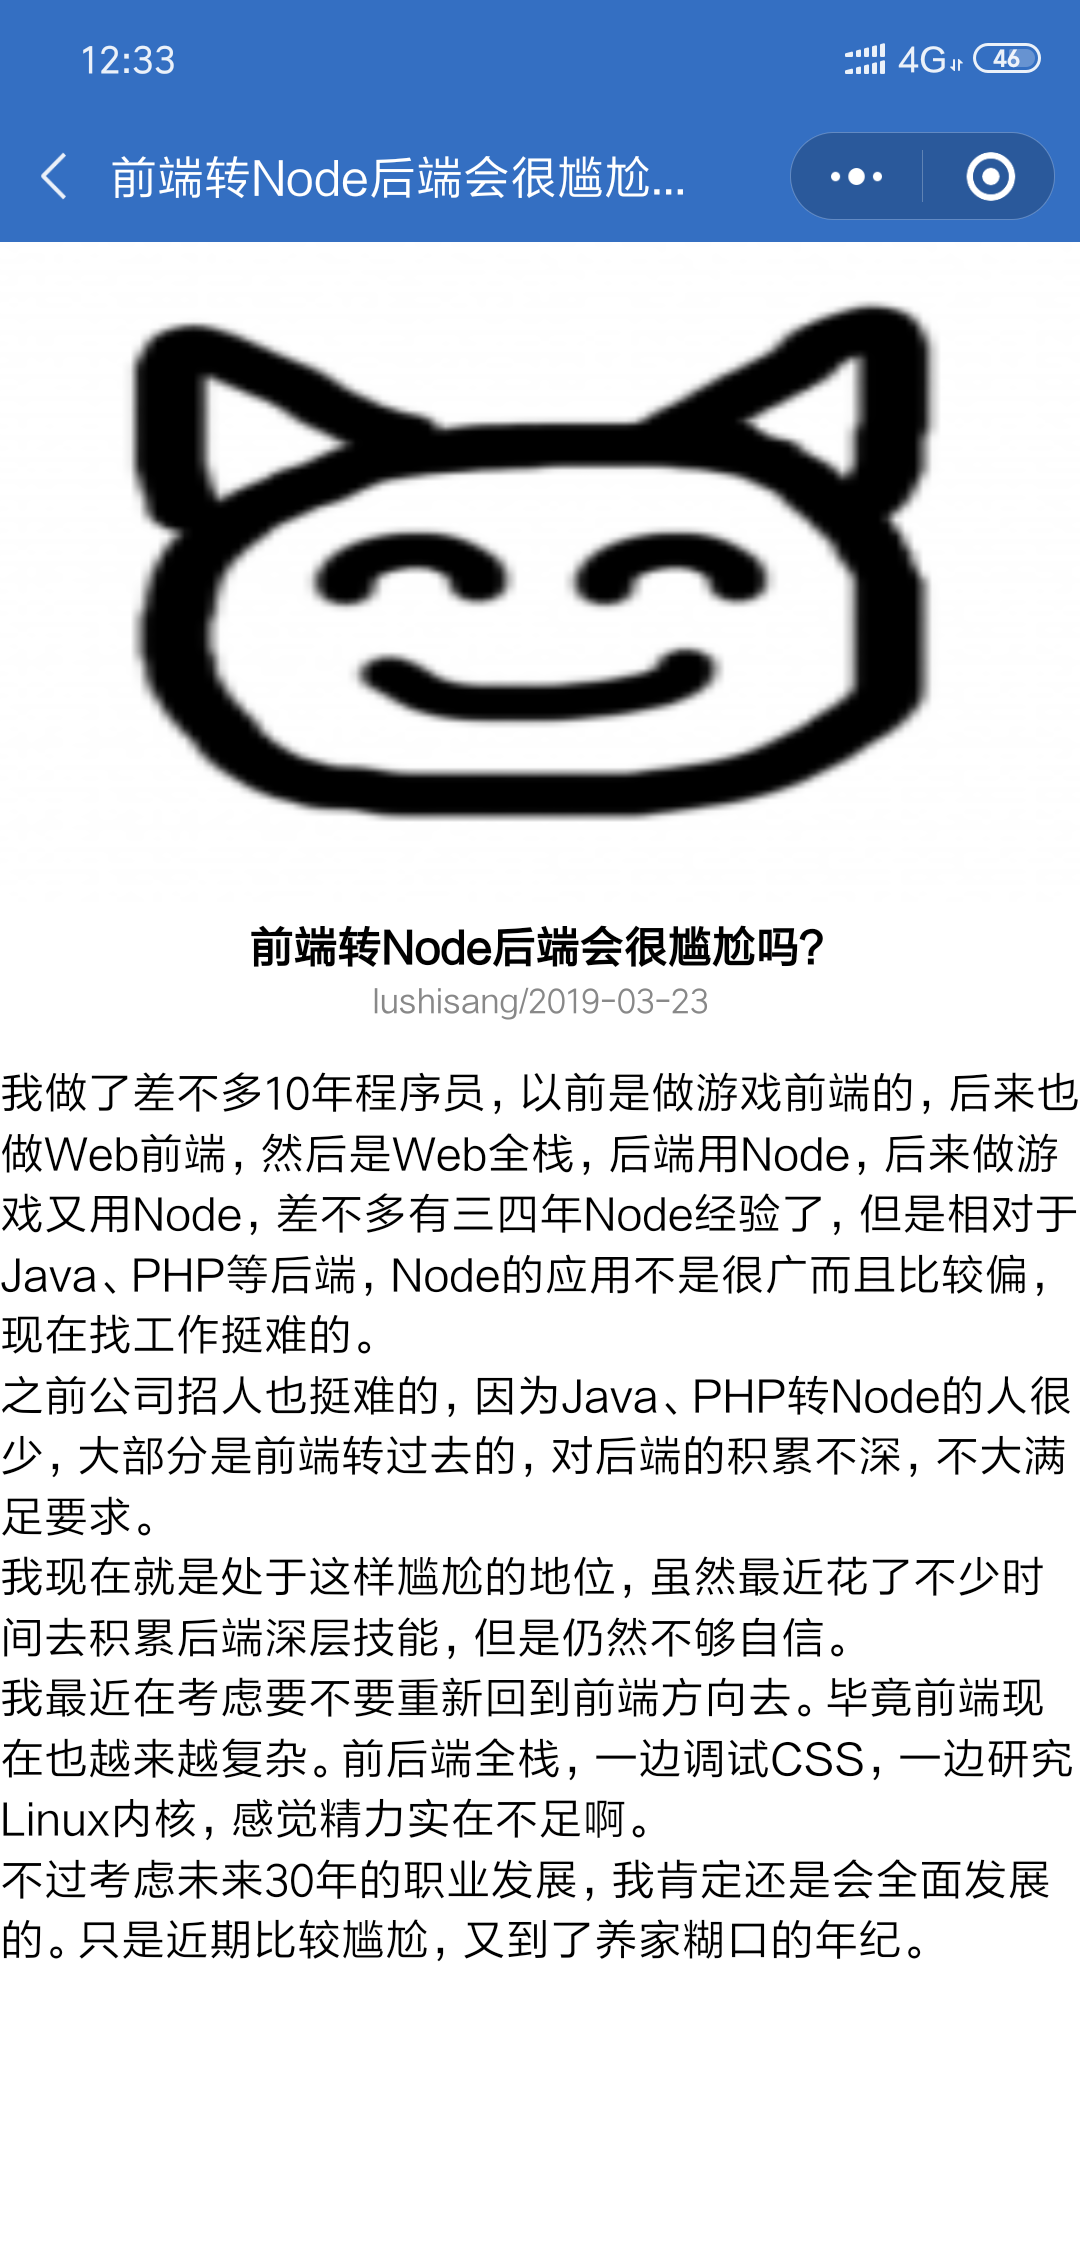 12:33
4G
46
前端转Node后端会很尴尬...
前端转Node后端会很尴尬吗?
lushisang/2019-03-23
我做了差不多10年程序员，以前是做游戏前端的，后来也
做Web前端，然后是Web全栈，后端用Node，后来做游
戏又用Node，差不多有三四年Node经验了，但是相对于
Java、PHP等后端，Node的应用不是很广而且比较偏，
现在找工作挺难的。
之前公司招人也挺难的，因为Java、PHP转Node的人很
少，大部分是前端转过去的，对后端的积累不深，不大满
足要求。
我现在就是处于这样尴尬的地位，虽然最近花了不少时
间去积累后端深层技能，但是仍然不够自信。
我最近在考虑要不要重新回到前端方向去。毕竟前端现
在也越来越复杂。前后端全栈，一边调试CSS，一边研究
Linux内核，感觉精力实在不足啊。
不过考虑未来30年的职业发展，我肯定还是会全面发展
的。只是近期比较尴尬，又到了养家糊口的年纪。